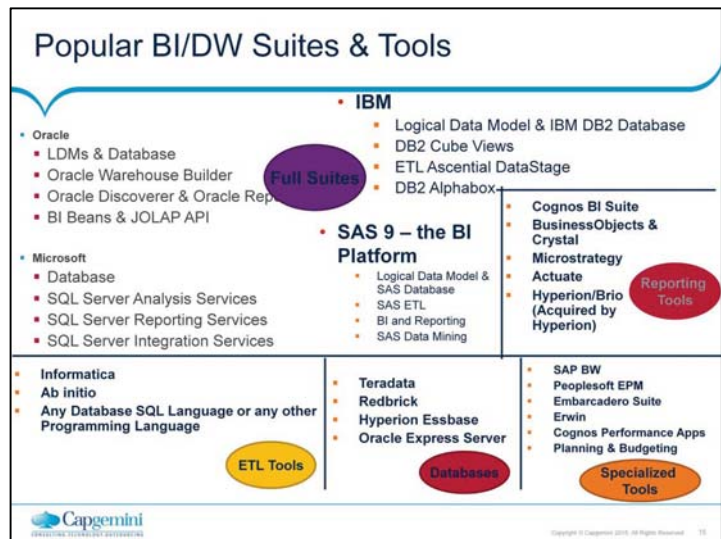 Popular BI/DW Suites & Tools
Oracle
LDMs & Database
Oracle Warehouse Builder
Oracle Discoverer & Oracle Repo
BI Beans & JOLAP API
Microsoft
Database
SQL Server Analysis Services
SQL Server Reporting Services
SQL Server Integration Services
Full Suites
IBM
Logical Data Model & IBM DB2 Database
DB2 Cube Views
ETL Ascential DataStage
DB2 Alphabox
SAS 9 – the BI
Platform
Logical Data Model &
SAS Database
SAS ETL
BI and Reporting
SAS Data Mining
Cognos BI Suite
BusinessObjects &
Crystal
Microstrategy
Actuate
Hyperion/Brio
(Acquired by
Hyperion)
Reporting
Tools
Informatica
Ab initio
Any Database SQL Language or any other
Programming Language
ETL Tools
Teradata
Redbrick
Hyperion Essbase
Oracle Express Server
Databases
SAP BW
Peoplesoft EPM
Embarcadero Suite
Erwin
Cognos Performance Apps
Planning & Budgeting
Specialized
Tools
Capgemini
CONSULTING.TECHNOLOGY.OUTSOURCING